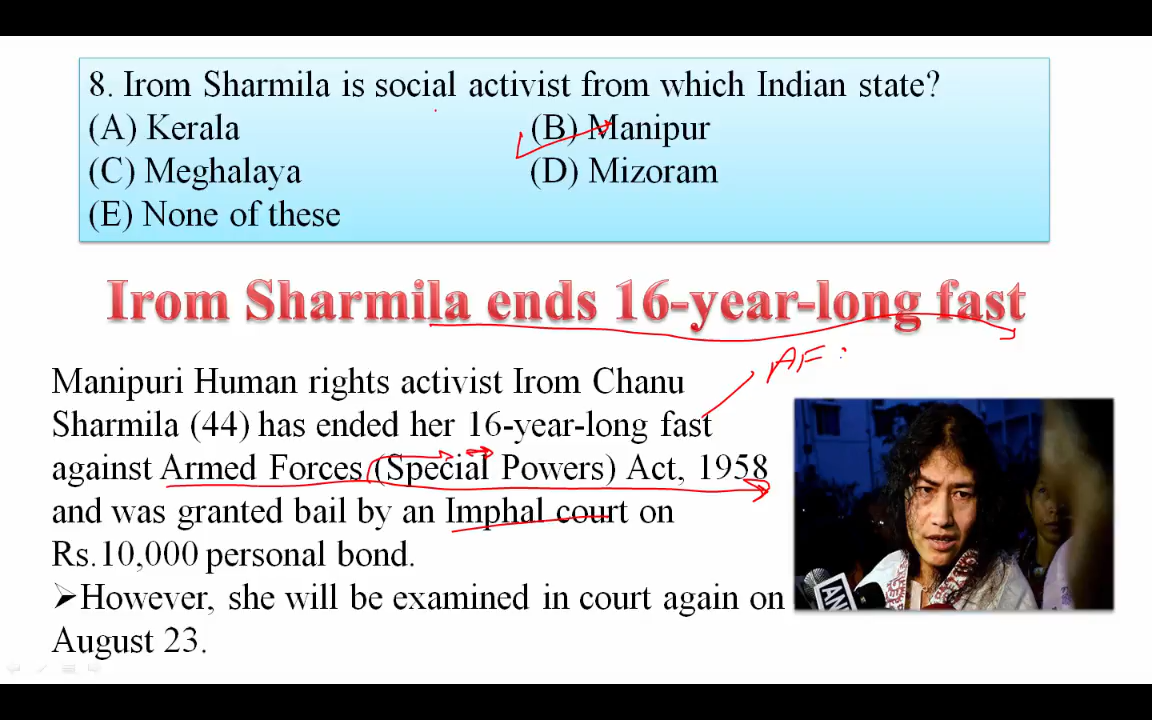 8. Irom Sharmila is social activist from which Indian state?
(A) Kerala (B) Manipur
(C) Meghalaya (D) Mizoram
(E) None of these
Irom Sharmila ends 16-year-long fast
AF
Manipuri Human rights activist Irom Chanu
Sharmila (44) has ended her 16-year-long fast
against Armed Forces (Special Powers) Act, 1958
and was granted bail by an Imphal court on
Rs.10,000 personal bond.
➤However, she will be examined in court again on
August 23.
AN